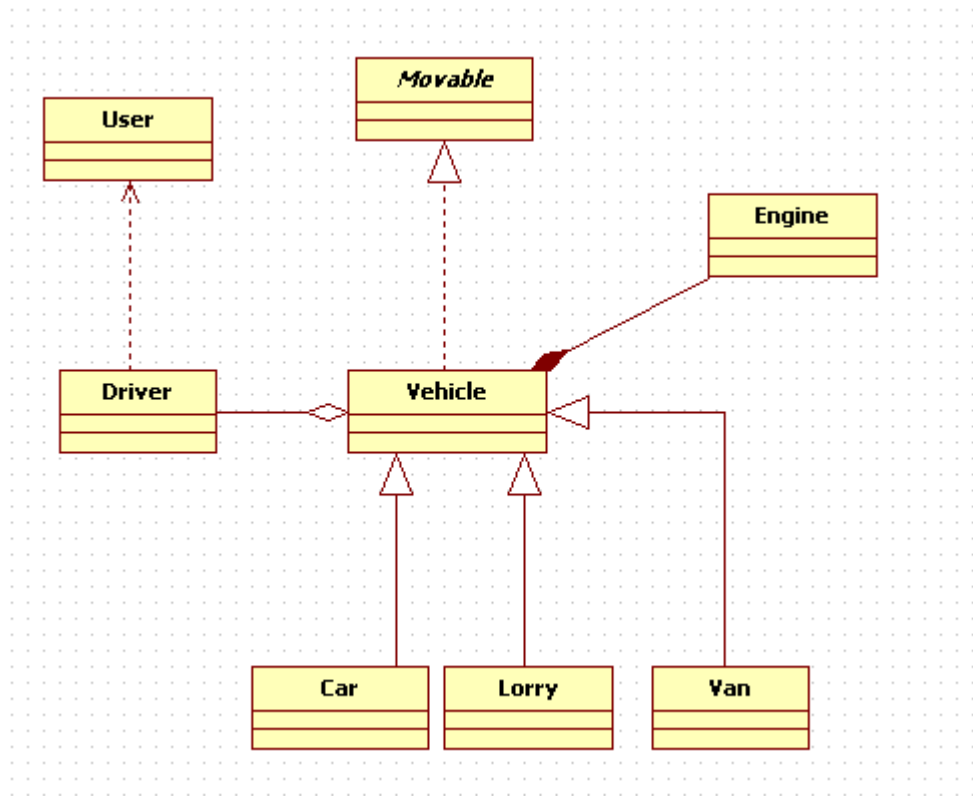 Movable
User
Engine
Driver
Vehicle
Car
Lorry
Van